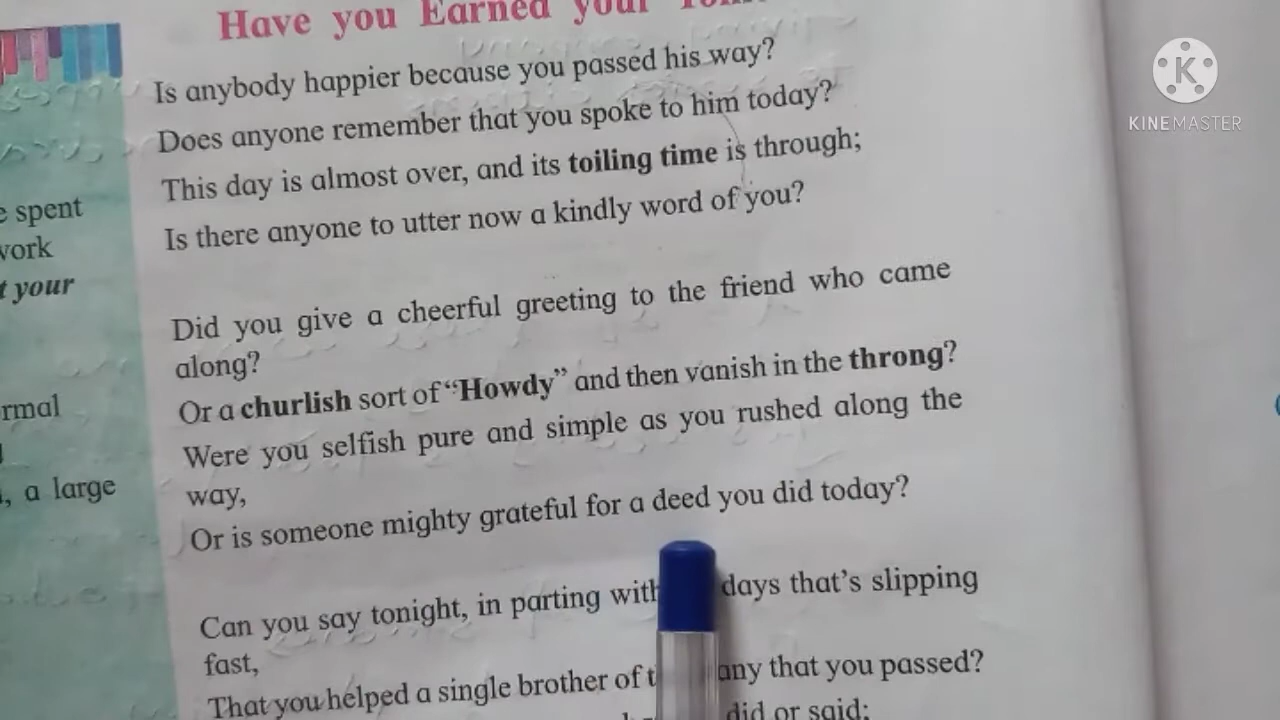 Have you Earned your
Is anybody happier because you passed his way?
Does anyone remember that you spoke to him today?
This day is almost over, and its toiling time is through;
Is there anyone to utter now a kindly word of you?
Did you give a cheerful greeting to the friend who came
along?
Or a churlish sort of “Howdy” and then vanish in the throng?
Were you selfish pure and simple as you rushed along the
way,
Or is someone mighty grateful for a deed you did today?
Can you say tonight, in parting with days that’s slipping
fast,
That you helped a single brother of that you passed?
did or said;
spent
your
a large
KINEMASTER